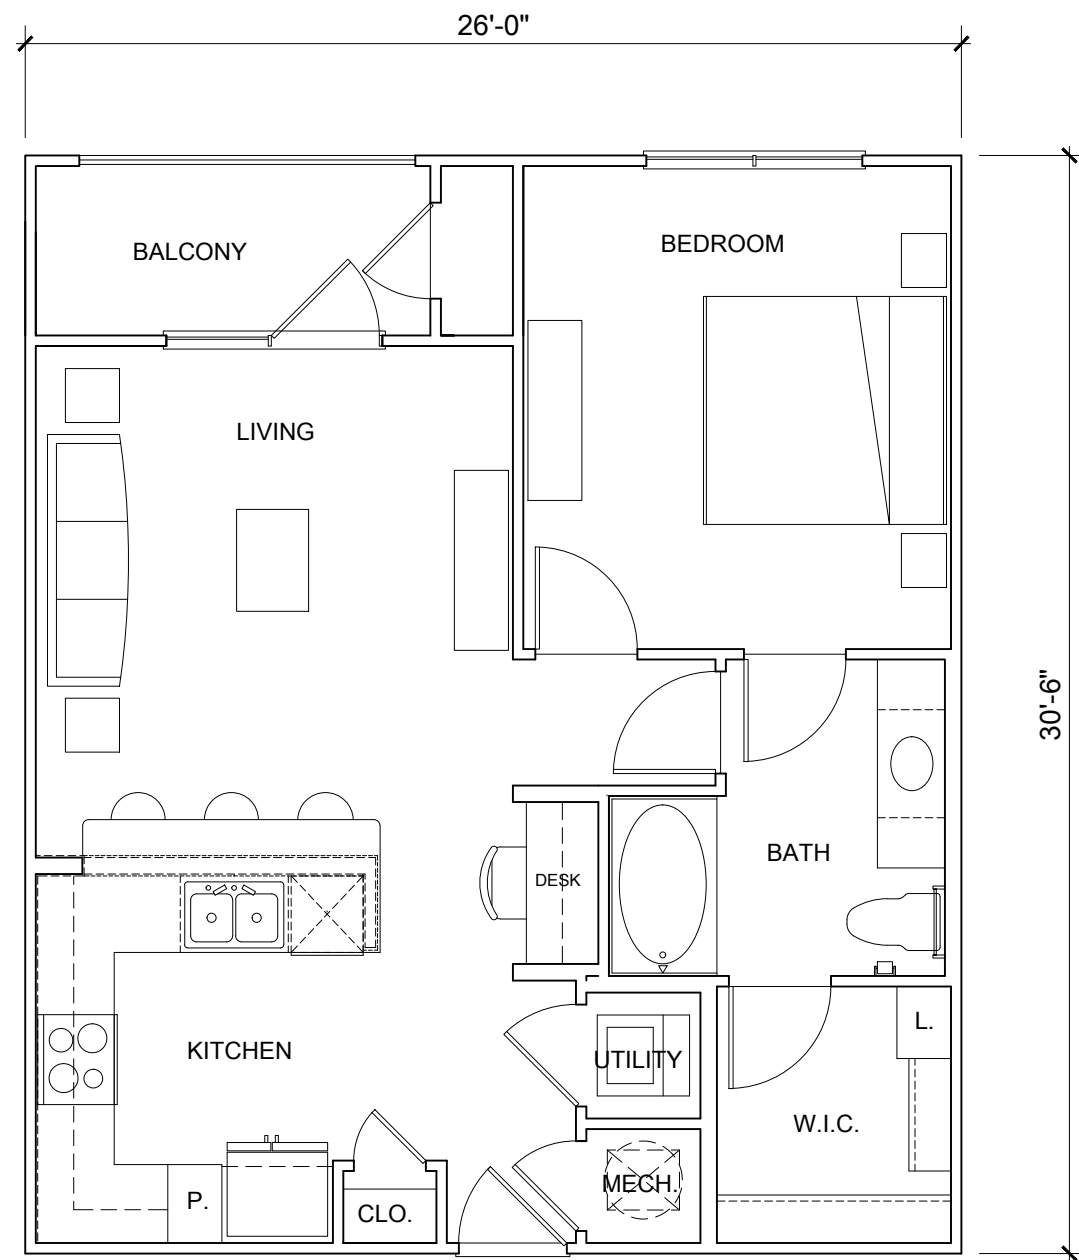 26'-0"
BALCONY
BEDROOM
LIVING
30'-6"
BATH
DESK
L.
KITCHEN
UTILITY
W.I.C.
MECH.
P.
CLO.